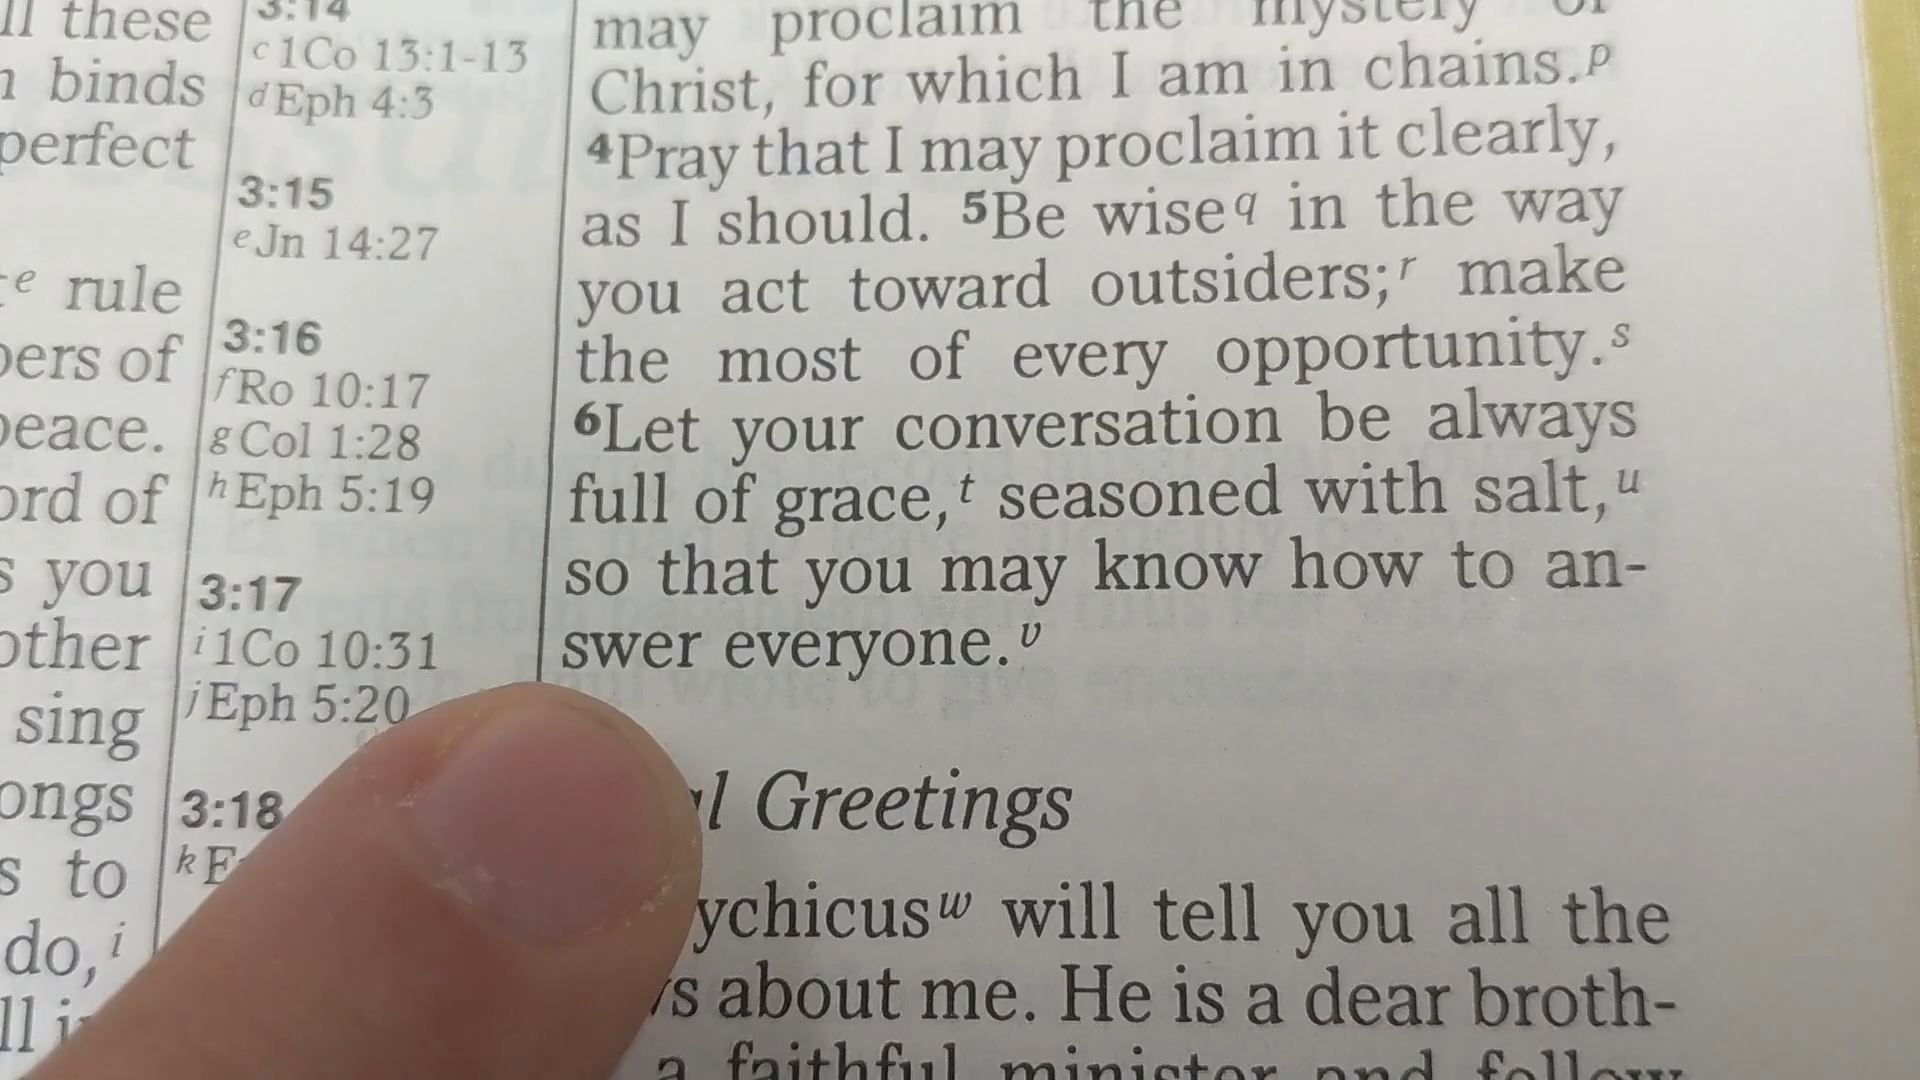 these
binds
perfect
e rule
of
peace.
of
you
other
sing
to
do,i
3:14
c 1Co 13:1-13
d Eph 4:3
3:15
e Jn 14:27
3:16
f Ro 10:17
g Col 1:28
h Eph 5:19
3:17
i 1Co 10:31
j Eph 5:20
3:18
k
may proclaim the mystery of
Christ, for which I am in chains.p
4Pray that I may proclaim it clearly,
as I should. 5Be wiseq in the way
you act toward outsiders;r make
the most of every opportunity.s
6Let your conversation be always
full of grace,t seasoned with salt,u
so that you may know how to an-
swer everyone.v
Greetings
ychicusw will tell you all the
about me. He is a dear broth-
a faithful minister and follow